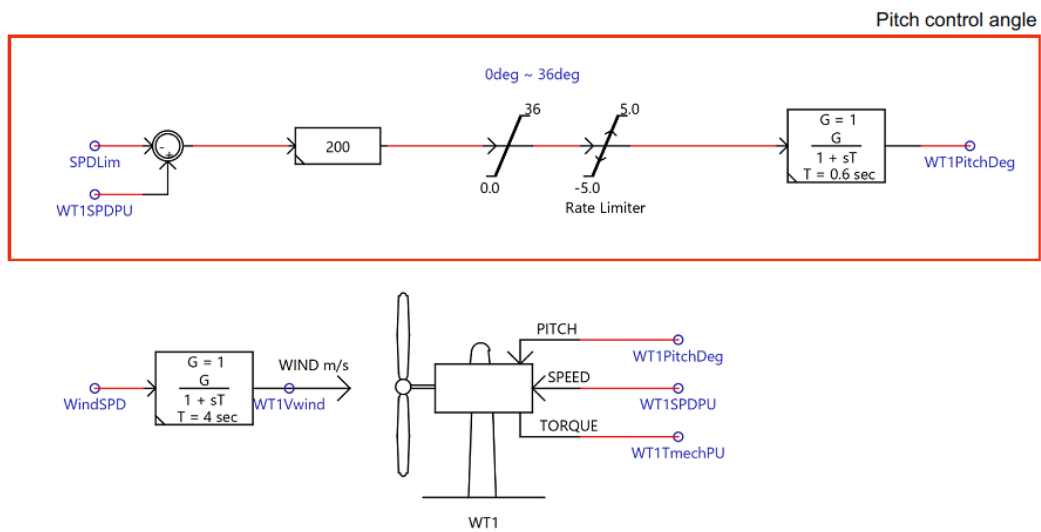 Pitch control angle
0deg ~ 36deg
36
5.0
G = 1
G
1 + sT
T = 0.6 sec
-
+
200
SPDLim
WT1PitchDeg
0.0
-5.0
WT1SPDPU
Rate Limiter
PITCH
WT1PitchDeg
G = 1
G
1 + sT
T = 4 sec
WIND m/s
SPEED
WindSPD
WT1Vwind
WT1SPDPU
TORQUE
WT1TmechPU
WT1